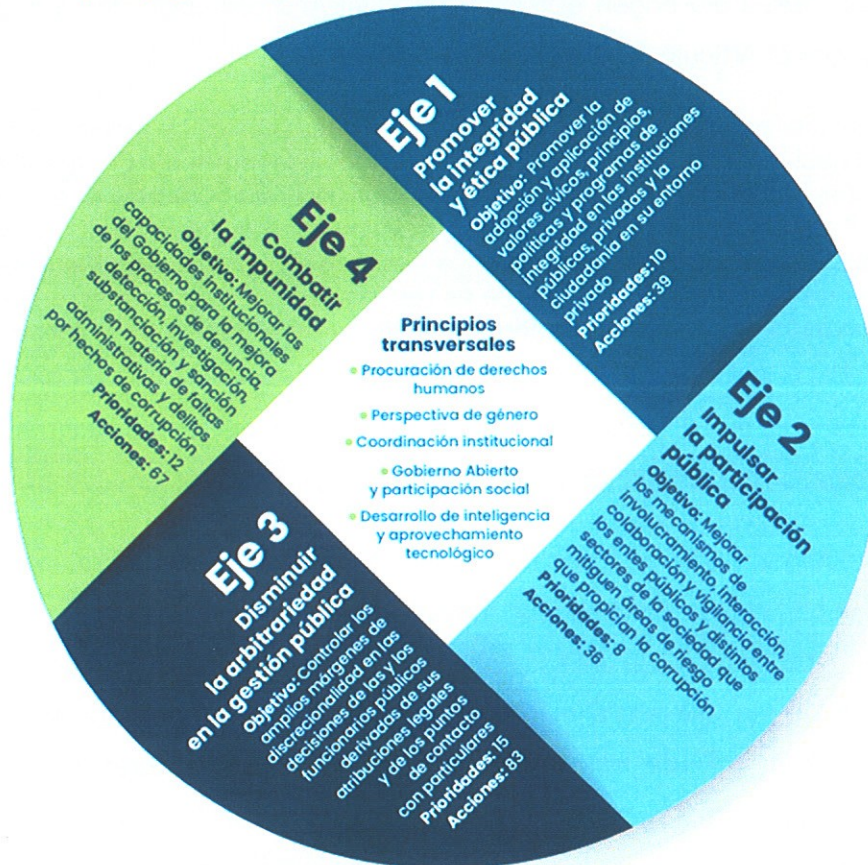 Eje 1
Promover
la integridad
y ética pública
Objetivo: Promover la
adopción y aplicación de
valores cívicos, principios,
políticas y programas de
integridad en las instituciones
públicas, privadas y la
ciudadanía en su entorno
privado
Prioridades: 10
Acciones: 39
Eje 2
Impulsar
la participación
pública
Objetivo: Mejorar
los mecanismos de
involucramiento, interacción,
colaboración y vigilancia entre
los entes públicos y distintos
sectores de la sociedad que
mitiguen áreas de riesgo
que propician la corrupción
Prioridades: 8
Acciones: 36
Eje 3
Disminuir
la arbitrariedad
en la gestión pública
Objetivo: Controlar los
amplios márgenes de
discrecionalidad en las
decisiones de las y los
funcionarios públicos
derivadas de sus
atribuciones legales
y de los puntos
de contacto
con particulares
Prioridades: 15
Acciones: 83
Eje 4
Combatir
la impunidad
Objetivo: Mejorar las
capacidades institucionales
del Gobierno para la mejora
de los procesos de denuncia,
detección, investigación,
substanciación y sanción
en materia de faltas
administrativas y delitos
por hechos de corrupción
Prioridades: 12
Acciones: 67
Principios
transversales
• Procuración de derechos
humanos
• Perspectiva de género
• Coordinación institucional
• Gobierno Abierto
y participación social
• Desarrollo de inteligencia
y aprovechamiento
tecnológico